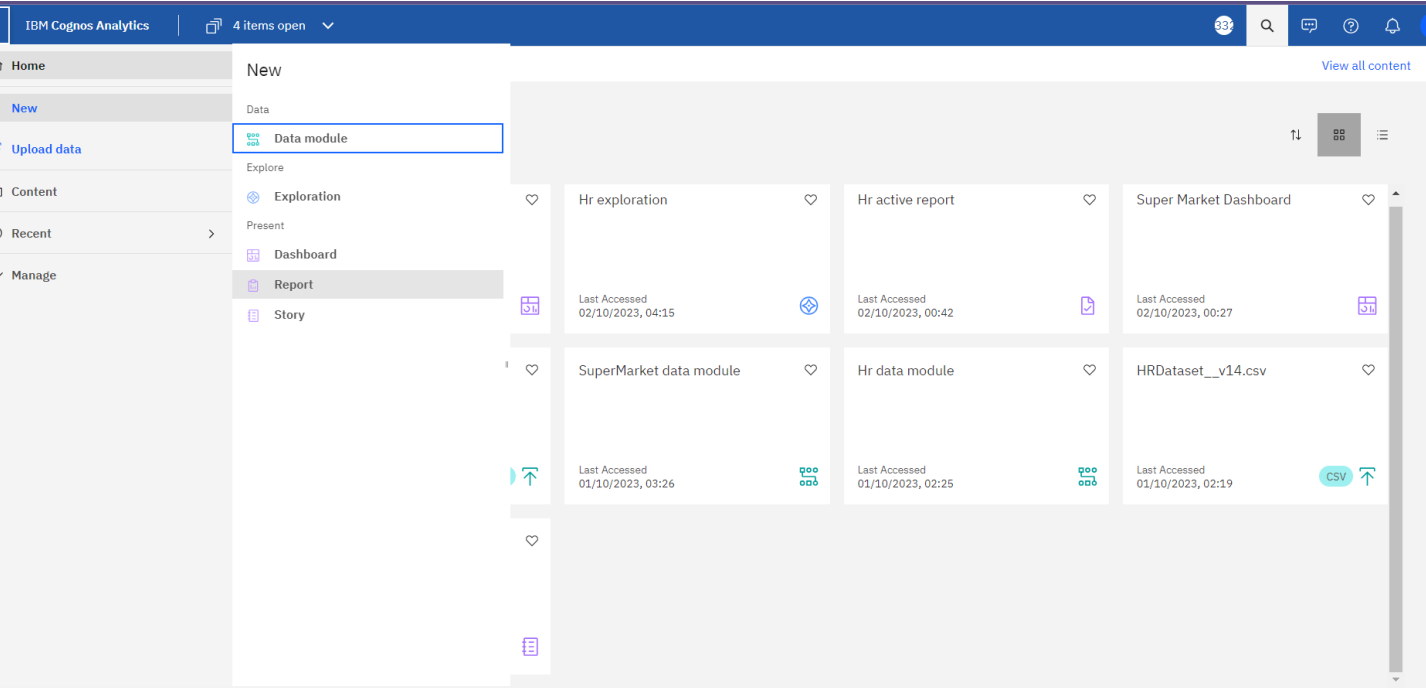 IBM Cognos Analytics
4 items open
Home
New
Upload data
Content
Recent
Manage
New
Data
Data module
Explore
Exploration
Present
Dashboard
Report
Story
View all content
Hr exploration
Last Accessed
02/10/2023, 04:15
Hr active report
Last Accessed
02/10/2023, 00:42
Super Market Dashboard
Last Accessed
02/10/2023, 00:27
SuperMarket data module
Last Accessed
01/10/2023, 03:26
Hr data module
Last Accessed
01/10/2023, 02:25
HRDataset__v14.csv
Last Accessed
01/10/2023, 02:19
CSV